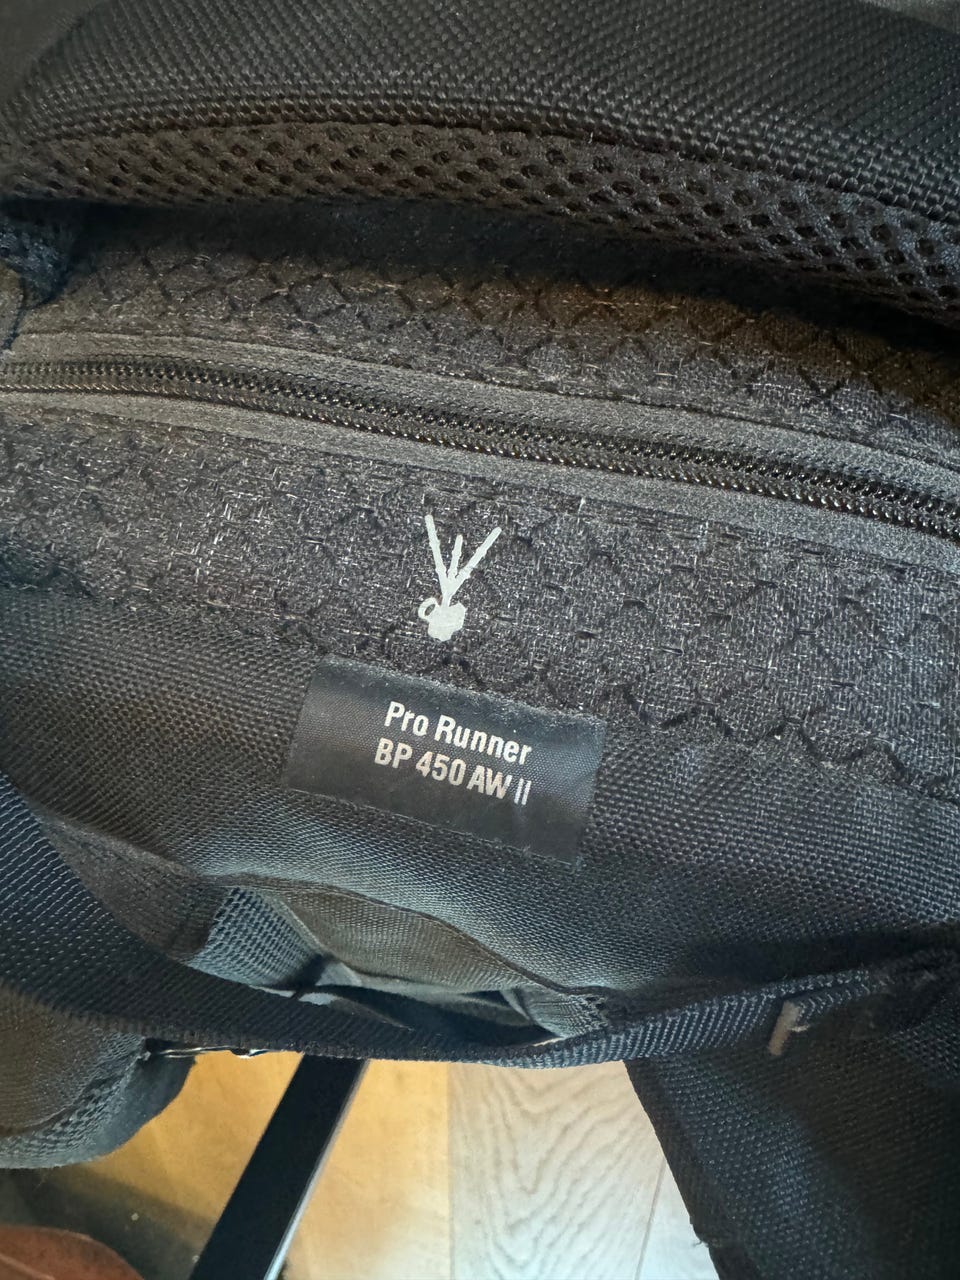 Pro Runner
BP 450 AW II